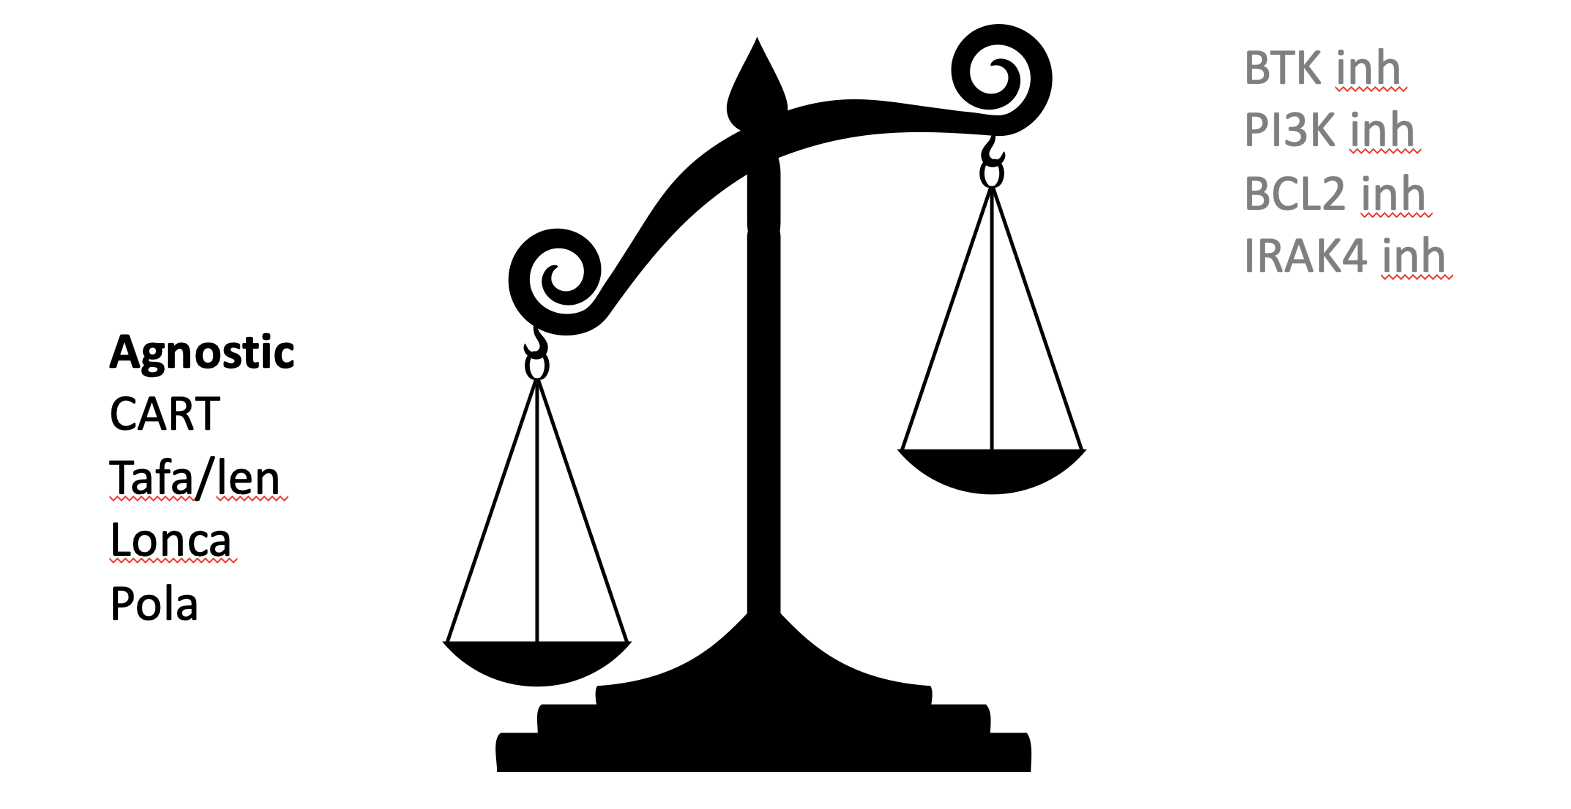 Agnostic
CART
Tafa/len
Lonca
Pola
BTK inh
PI3K inh
BCL2 inh
IRAK4 inh